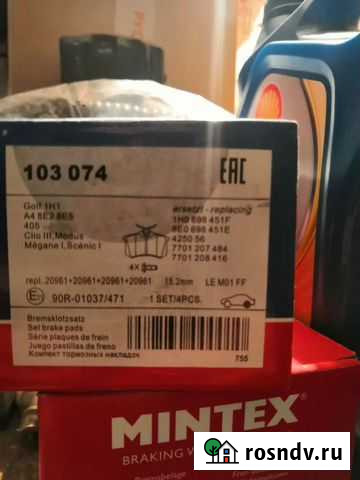 103 074
EAC
Golf 1H1
A4 8E2 8E5
405
Clio III, Modus
Mégane I, Scénic I
ersetzt - replacing
1H0 698 451F
8E0 698 451E
4250 56
7701 207 484
7701 208 416
4x
repl. 20961+20961+20961+20961
15.2mm
LE M01 FF
E
90R-01037/471
1 SET/4PCS.
Bremsklotzsatz
Set brake pads
Série plaques de frein
Juego pastillas de freno
Комплект тормозных накладок
755
MINTEX
BRAKING
rosndv.ru